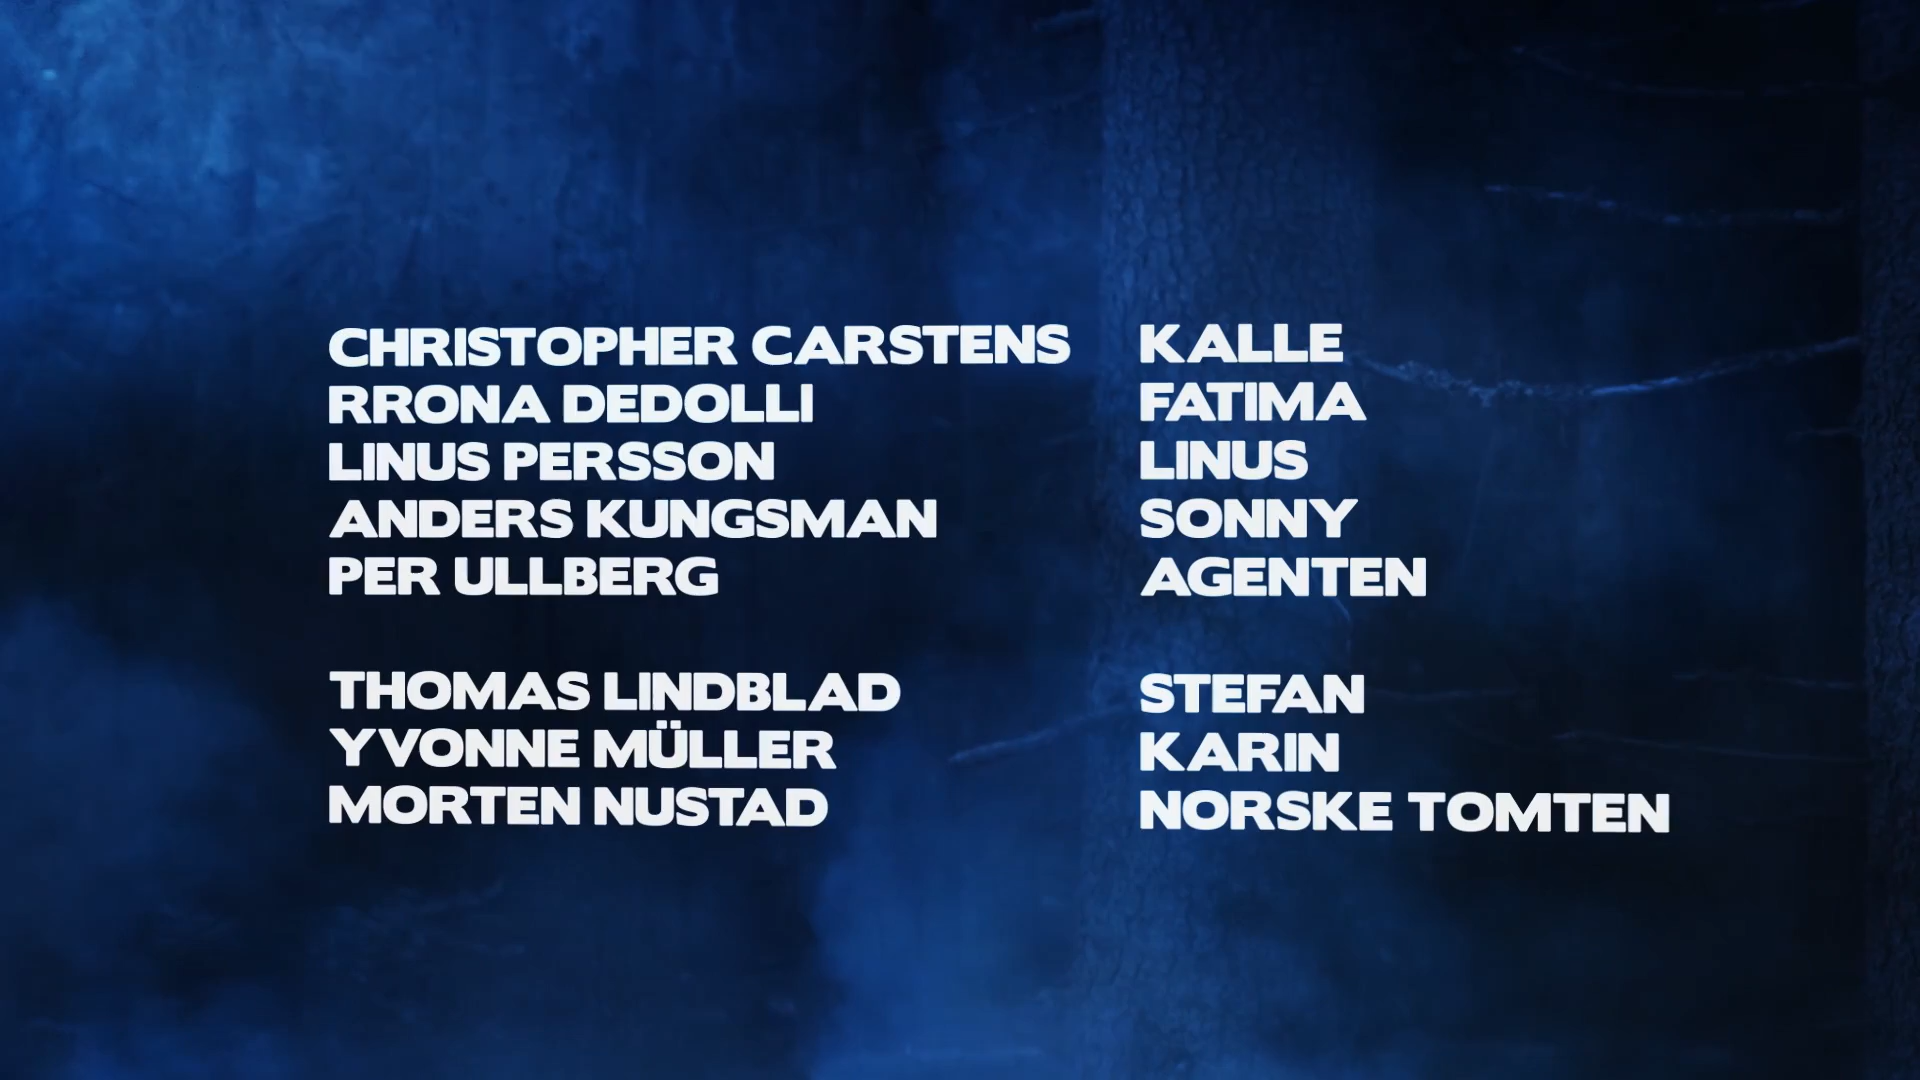 CHRISTOPHER CARSTENS KALLE
RRONA DEDOLLI FATIMA
LINUS PERSSON LINUS
ANDERS KUNGSMAN SONNY
PER ULLBERG AGENTEN
THOMAS LINDBLAD STEFAN
YVONNE MÜLLER KARIN
MORTEN NUSTAD NORSKE TOMTEN